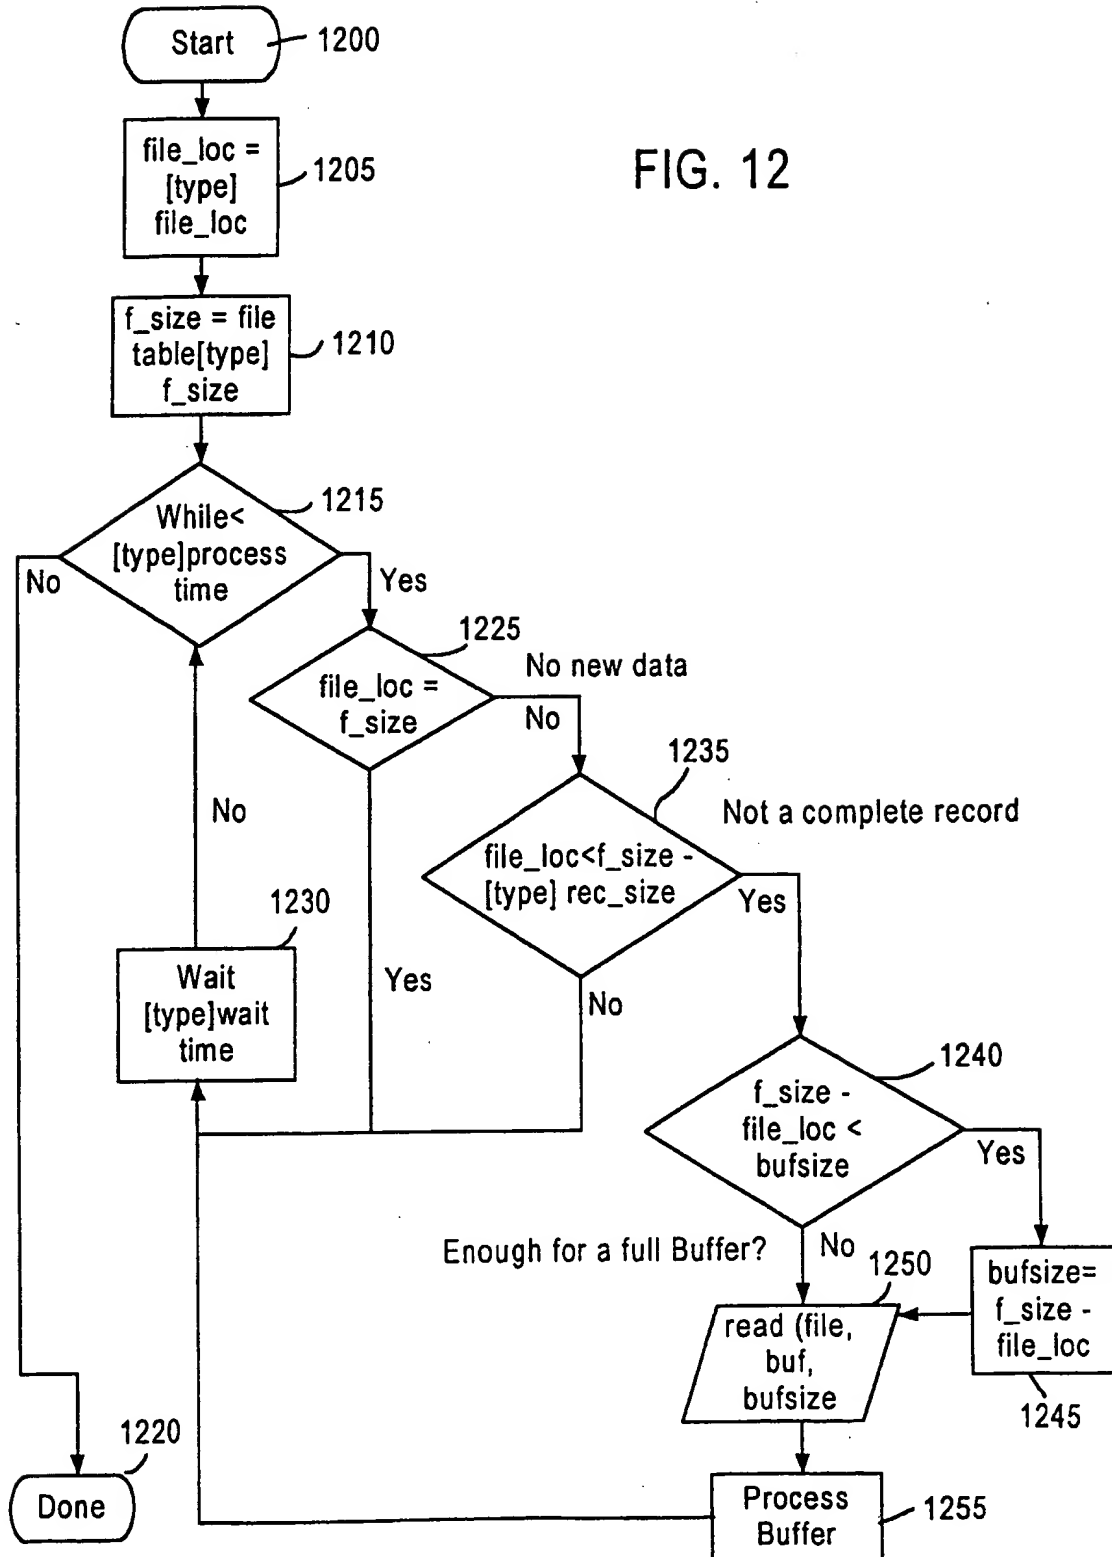 Start
1200
file_loc =
[type]
file_loc
1205
FIG. 12
f_size = file
table[type]
f_size
1210
While<
[type]process
time
1215
No
Yes
file_loc =
f_size
1225
No new data
No
Yes
file_loc<f_size -
[type] rec_size
1235
Not a complete record
Yes
No
No
Wait
[type]wait
time
1230
f_size -
file_loc <
bufsize
1240
Yes
No
Enough for a full Buffer?
bufsize=
f_size -
file_loc
1245
read (file,
buf,
bufsize
1250
Process
Buffer
1255
Done
1220